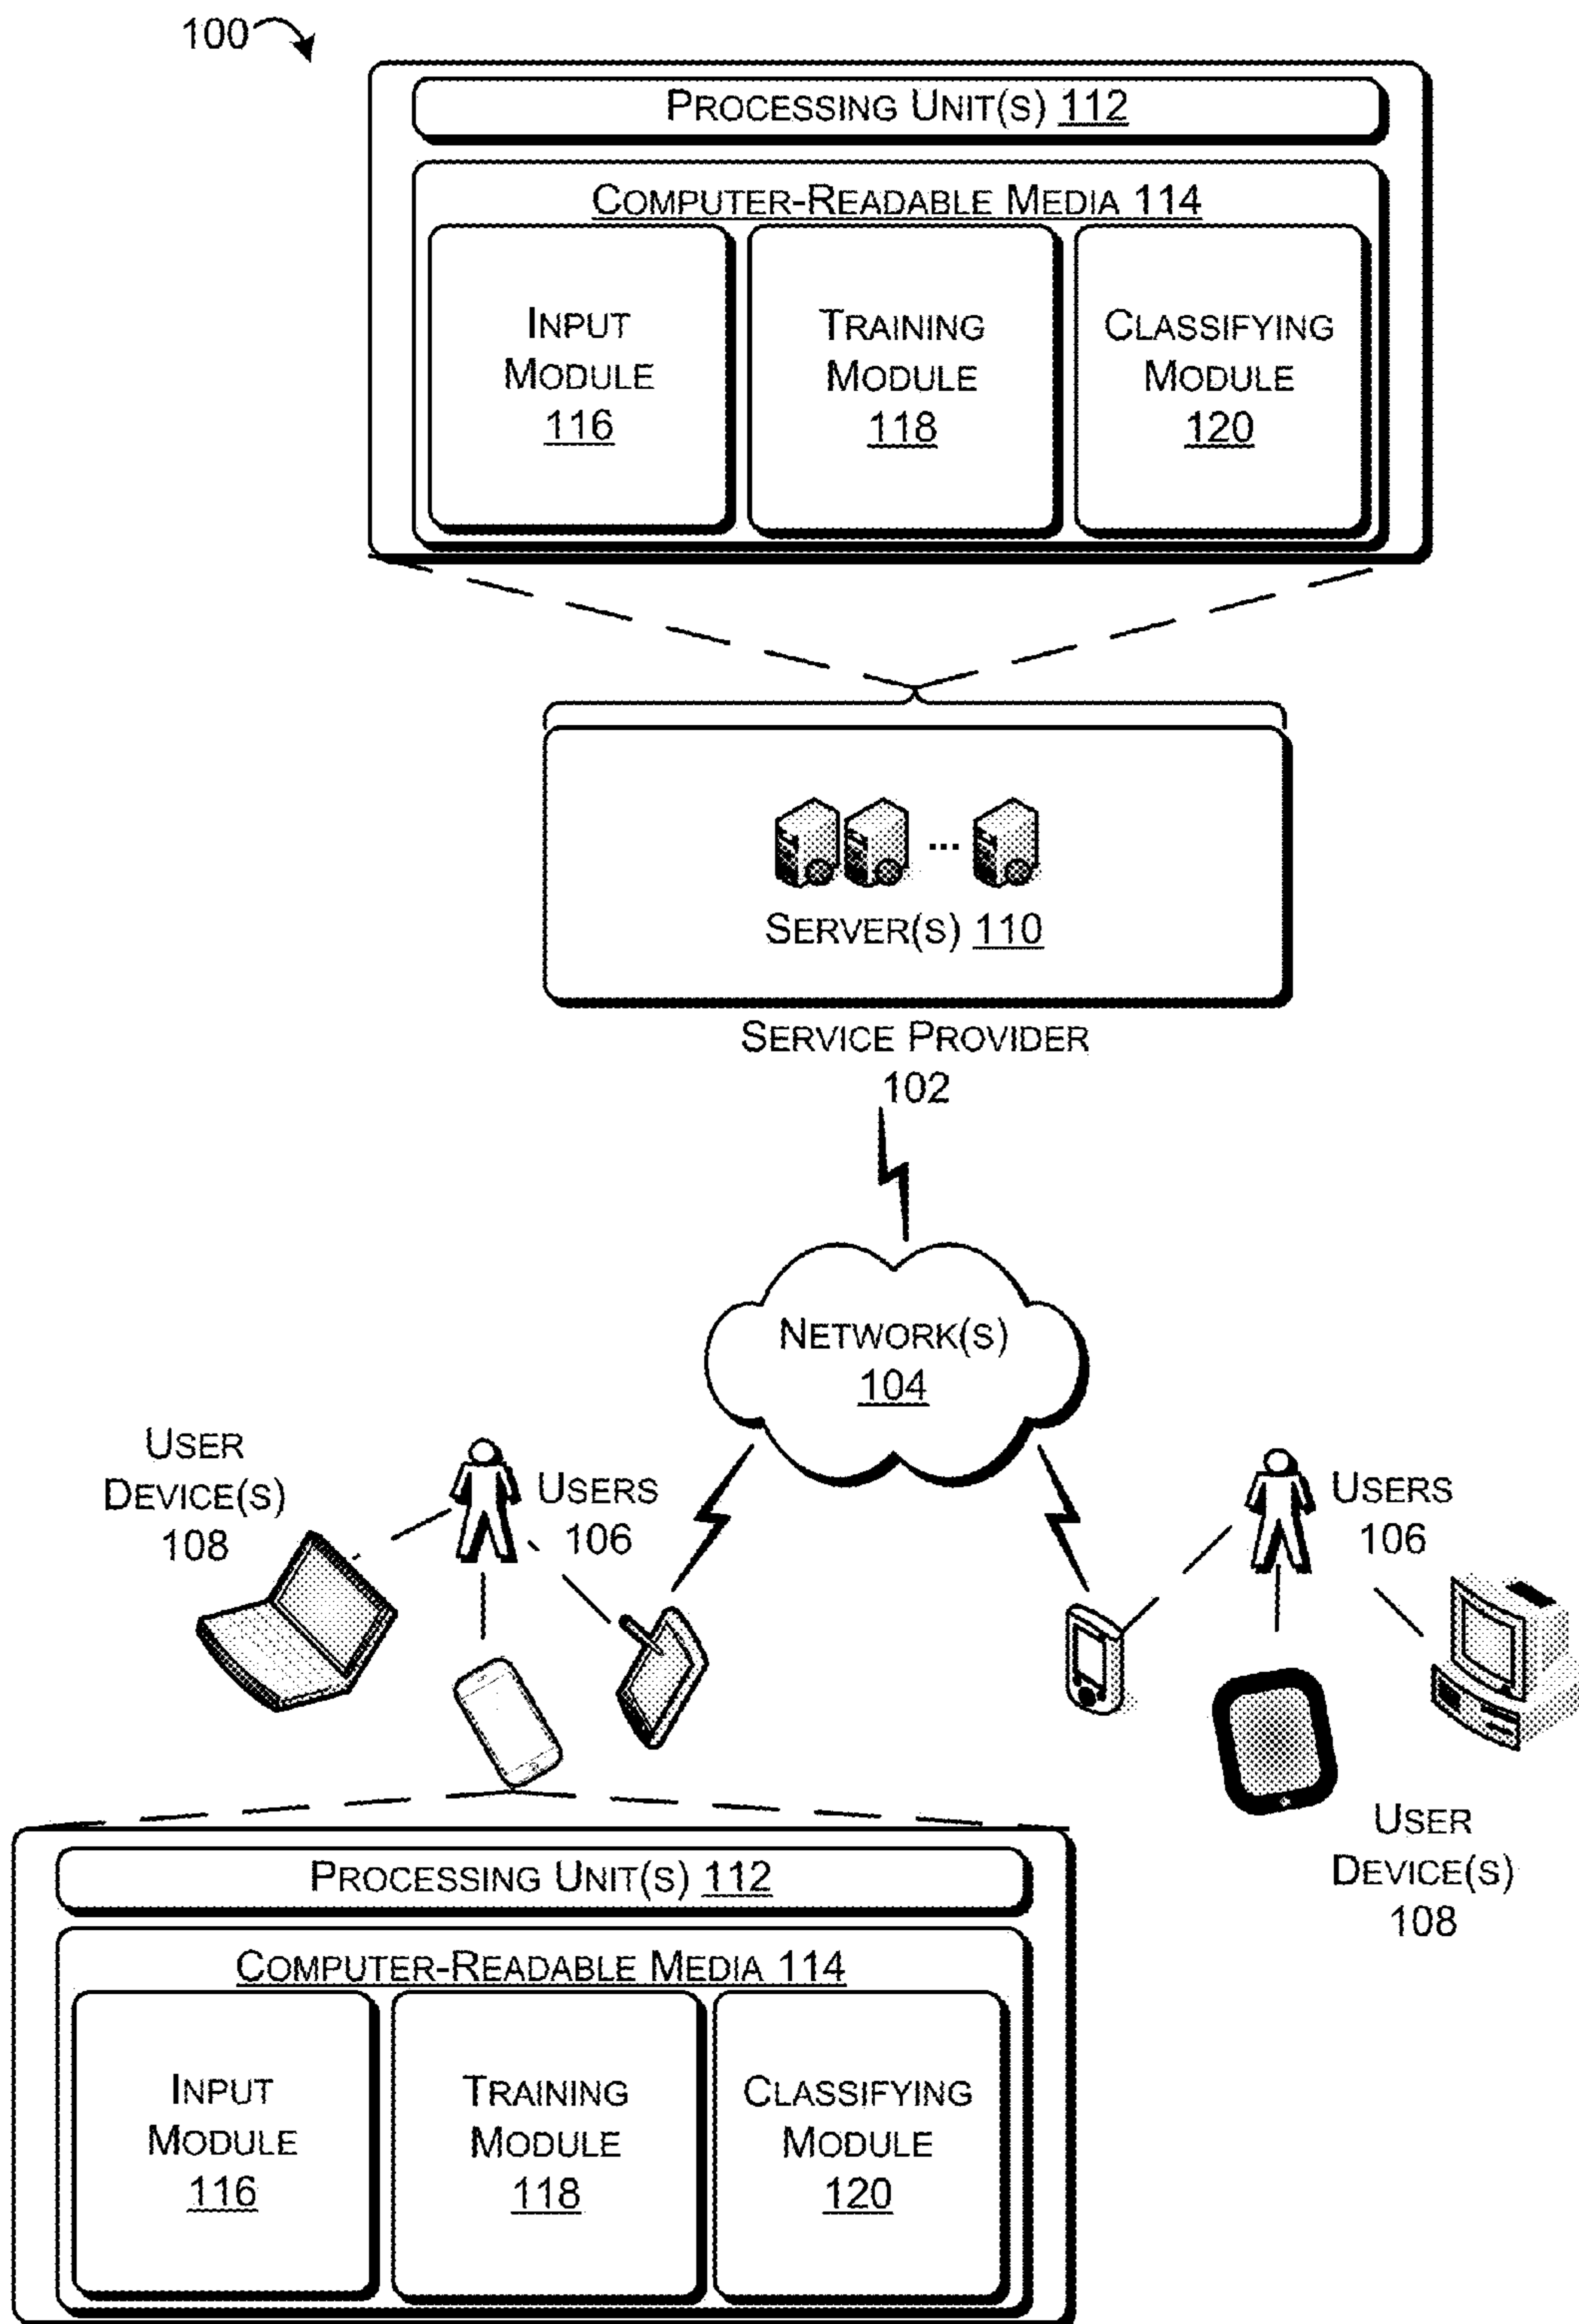 100
PROCESSING UNIT(S) 112
COMPUTER-READABLE MEDIA 114
INPUT
MODULE
116
TRAINING
MODULE
118
CLASSIFYING
MODULE
120
...
SERVER(S) 110
SERVICE PROVIDER
102
NETWORK(S)
104
USER
DEVICE(S)
108
USERS
106
USERS
106
USER
DEVICE(S)
108
PROCESSING UNIT(S) 112
COMPUTER-READABLE MEDIA 114
INPUT
MODULE
116
TRAINING
MODULE
118
CLASSIFYING
MODULE
120